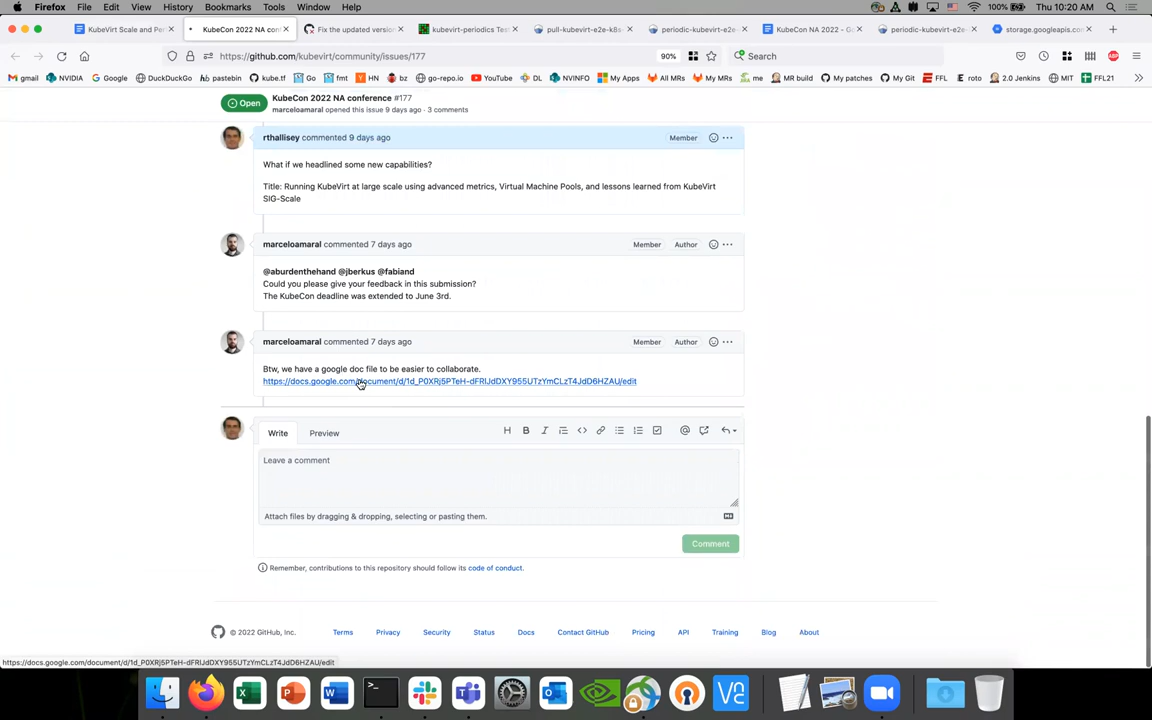 Firefox File Edit View History Bookmarks Tools Window Help 100% Thu 10:20 AM
KubeVirt Scale and Per
KubeCon 2022 NA con
Fix the updated version
kubevirt-periodics Tes
pull-kubevirt-e2e-k8s
periodic-kubevirt-e2e-
KubeCon NA 2022 - G
periodic-kubevirt-e2e-
storage.googleapis.co
https://github.com/kubevirt/community/issues/177 90% Search
gmail NVIDIA Google DuckDuckGo pastebin kube.tf Go fmt HN bz go-repo.io YouTube DL NVINFO My Apps All MRs My MRs me MR build My patches My Git FFL roto 2.0 Jenkins MIT FFL21
Open KubeCon 2022 NA conference #177
marceloamaral opened this issue 9 days ago · 3 comments
rthallisey commented 9 days ago Member
What if we headlined some new capabilities?
Title: Running KubeVirt at large scale using advanced metrics, Virtual Machine Pools, and lessons learned from KubeVirt
SIG-Scale
marceloamaral commented 7 days ago Member Author
@aburdenthehand @jberkus @fabiand
Could you please give your feedback in this submission?
The KubeCon deadline was extended to June 3rd.
marceloamaral commented 7 days ago Member Author
Btw, we have a google doc file to be easier to collaborate.
https://docs.google.com/document/d/1d_P0XRj5PTeH-dFRIJdDXY955UTzYmCLzT4JdD6HZAU/edit
Write Preview H B I
Leave a comment
Attach files by dragging & dropping, selecting or pasting them.
Comment
Remember, contributions to this repository should follow its code of conduct.
© 2022 GitHub, Inc. Terms Privacy Security Status Docs Contact GitHub Pricing API Training Blog About
https://docs.google.com/document/d/1d_P0XRj5PTeH-dFRIJdDXY955UTzYmCLzT4JdD6HZAU/edit